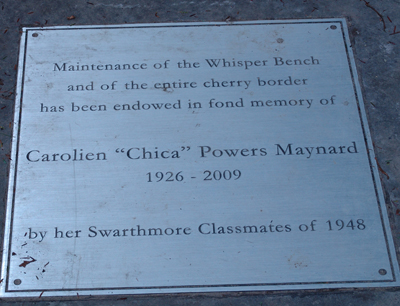 Maintenance of the Whisper Bench
and of the entire cherry border
has been endowed in fond memory of
Carolien “Chica” Powers Maynard
1926 - 2009
by her Swarthmore Classmates of 1948